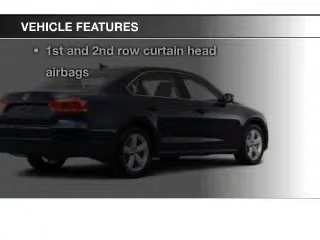 VEHICLE FEATURES
• 1st and 2nd row curtain head
airbags